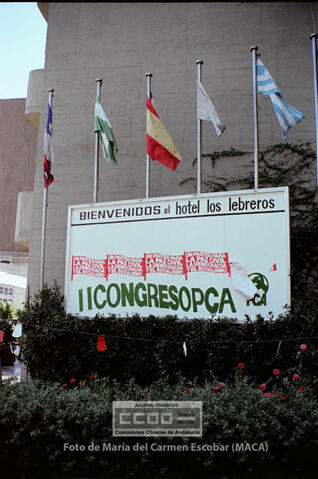 BIENVENIDOS al hotel los lebreros
II CONGRESO PCA
Archivo Histórico
CCOO
Comisiones Obreras de Andalucía
Foto de María del Carmen Escobar (MACA)